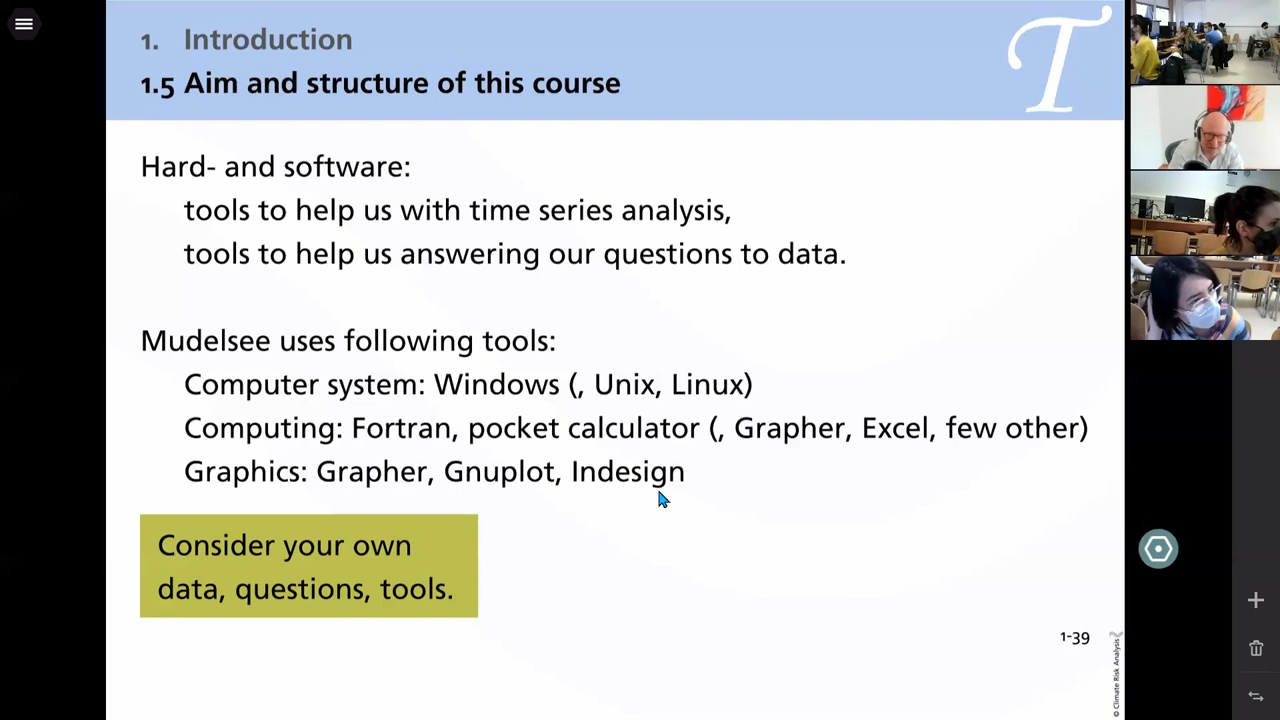 1. Introduction
1.5 Aim and structure of this course
T
Hard- and software:
tools to help us with time series analysis,
tools to help us answering our questions to data.
Mudelsee uses following tools:
Computer system: Windows (, Unix, Linux)
Computing: Fortran, pocket calculator (, Grapher, Excel, few other)
Graphics: Grapher, Gnuplot, Indesign
Consider your own
data, questions, tools.
1-39
© Climate Risk Analysis